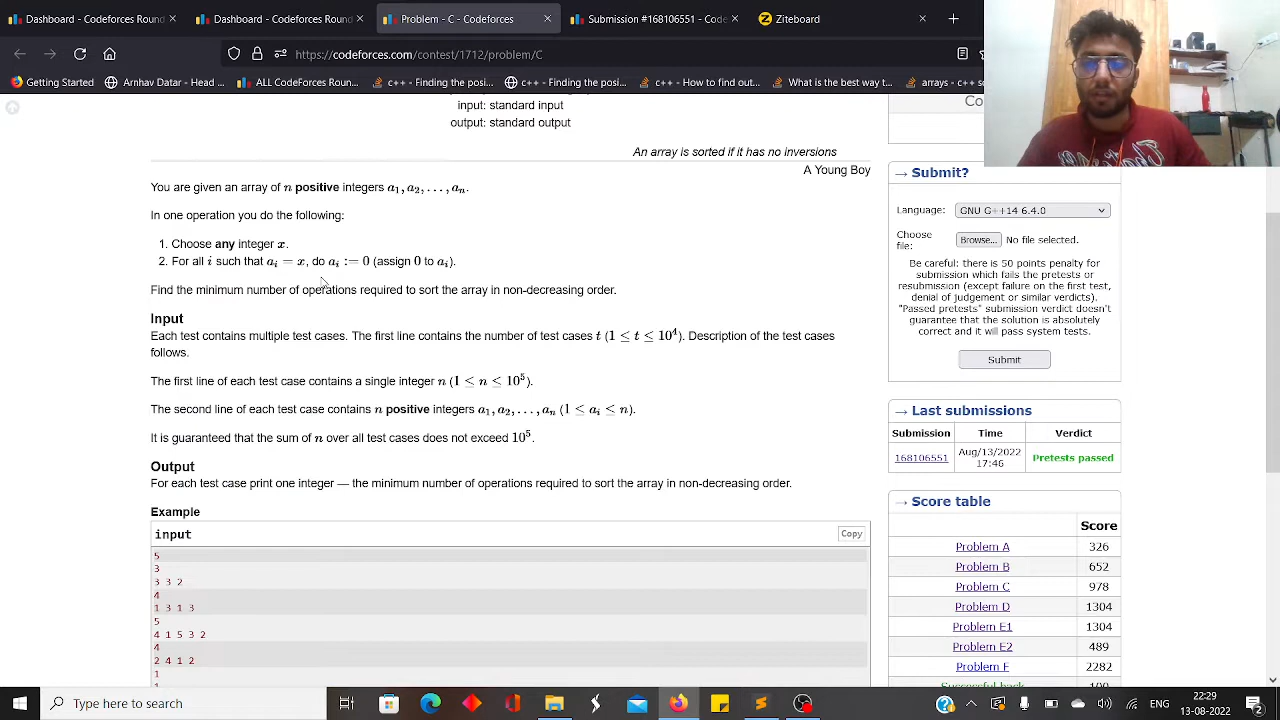 Dashboard - Codeforces Round
Dashboard - Codeforces Round
Problem - C - Codeforces
Submission #168106551 - Cod
Ziteboard
https://codeforces.com/contest/1712/problem/C
Getting Started
Arnhav Datar - Head ...
ALL CodeForces Roun...
c++ - Finding the posi...
c++ - Finding the posi...
c++ - How to find out...
What is the best way t...
arrays - c++
input: standard input
output: standard output
An array is sorted if it has no inversions
A Young Boy
You are given an array of n positive integers a1, a2, …, an.
In one operation you do the following:
1. Choose any integer x.
2. For all i such that ai = x, do ai := 0 (assign 0 to ai).
Find the minimum number of operations required to sort the array in non-decreasing order.
Input
Each test contains multiple test cases. The first line contains the number of test cases t (1 ≤ t ≤ 10^4). Description of the test cases
follows.
The first line of each test case contains a single integer n (1 ≤ n ≤ 10^5).
The second line of each test case contains n positive integers a1, a2, …, an (1 ≤ ai ≤ n).
It is guaranteed that the sum of n over all test cases does not exceed 10^5.
Output
For each test case print one integer — the minimum number of operations required to sort the array in non-decreasing order.
Example
input
Copy
5
3
3 3 2
4
1 3 1 3
5
4 1 5 3 2
4
2 4 1 2
1
Co
→ Submit?
Language: GNU G++14 6.4.0
Choose
file: Browse... No file selected.
Be careful: there is 50 points penalty for
submission which fails the pretests or
resubmission (except failure on the first test,
denial of judgement or similar verdicts).
"Passed pretests" submission verdict doesn't
guarantee that the solution is absolutely
correct and it will pass system tests.
Submit
→ Last submissions
Submission Time Verdict
168106551 Aug/13/2022
17:46 Pretests passed
→ Score table
Score
Problem A 326
Problem B 652
Problem C 978
Problem D 1304
Problem E1 1304
Problem E2 489
Problem F 2282
Successful hack 100
Type here to search
ENG
22:29
13-08-2022